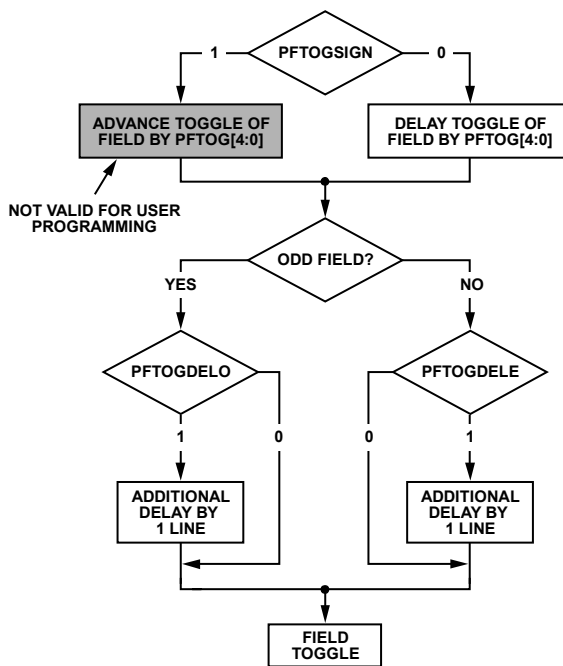 PFTOGSIGN
1
0
ADVANCE TOGGLE OF
FIELD BY PFTOG[4:0]
DELAY TOGGLE OF
FIELD BY PFTOG[4:0]
NOT VALID FOR USER
PROGRAMMING
ODD FIELD?
YES
NO
PFTOGDELO
PFTOGDELE
1
0
0
1
ADDITIONAL
DELAY BY
1 LINE
ADDITIONAL
DELAY BY
1 LINE
FIELD
TOGGLE